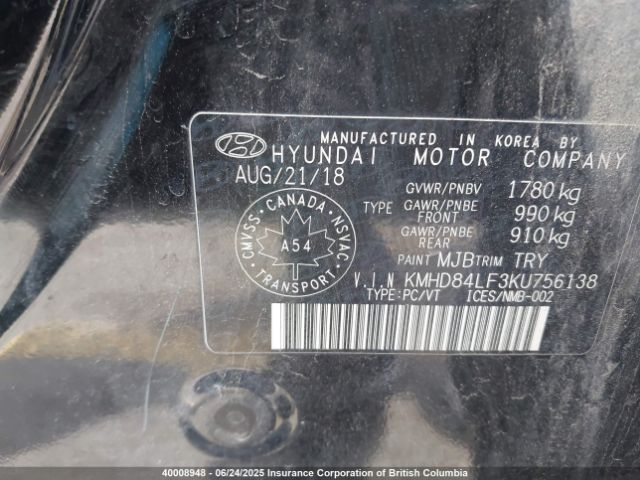 MANUFACTURED IN KOREA BY
HYUNDAI MOTOR COMPANY
AUG/21/18
GVWR/PNBV 1780 kg
TYPE GAWR/PNBE FRONT 990 kg
GAWR/PNBE REAR 910 kg
PAINT MJB TRIM TRY
CMVSS · CANADA · NSVAC
A54
TRANSPORT
V.I.N KMHD84LF3KU756138
TYPE:PC/VT ICES/NMB-002
40008948 - 06/24/2025 Insurance Corporation of British Columbia